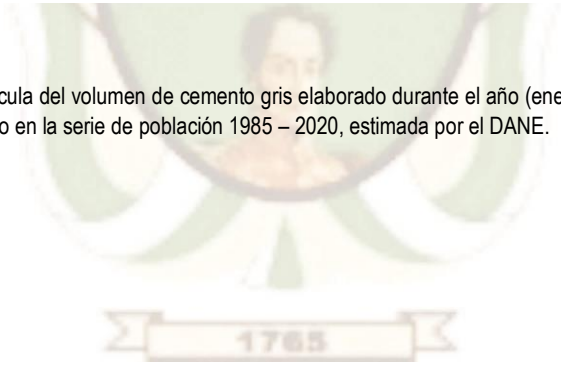 cula del volumen de cemento gris elaborado durante el año (ene
o en la serie de población 1985 – 2020, estimada por el DANE.
1765